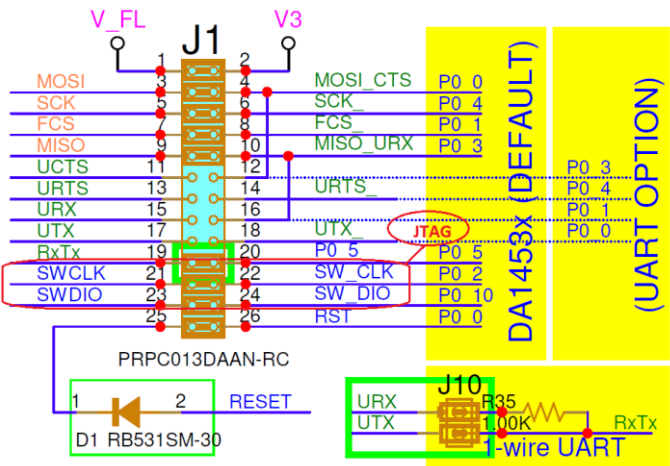 V_FL J1 V3
1 2
MOSI 3 4 MOSI_CTS P0_0
SCK 5 6 SCK_ P0_4
FCS 7 8 FCS_ P0_1
MISO 9 10 MISO_URX P0_3
UCTS 11 12 P0_3
URTS 13 14 URTS_ P0_4
URX 15 16 P0_1
UTX 17 18 UTX_ JTAG P0_0
RxTx 19 20 P0_5 P0_5
SWCLK 21 22 SW_CLK P0_2
SWDIO 23 24 SW_DIO P0_10
25 26 RST P0_0
DA1453x (DEFAULT)
(UART OPTION)
PRPC013DAAN-RC
1 2 RESET
D1 RB531SM-30
J10
URX R35
UTX 1.00K RxTx
1-wire UART